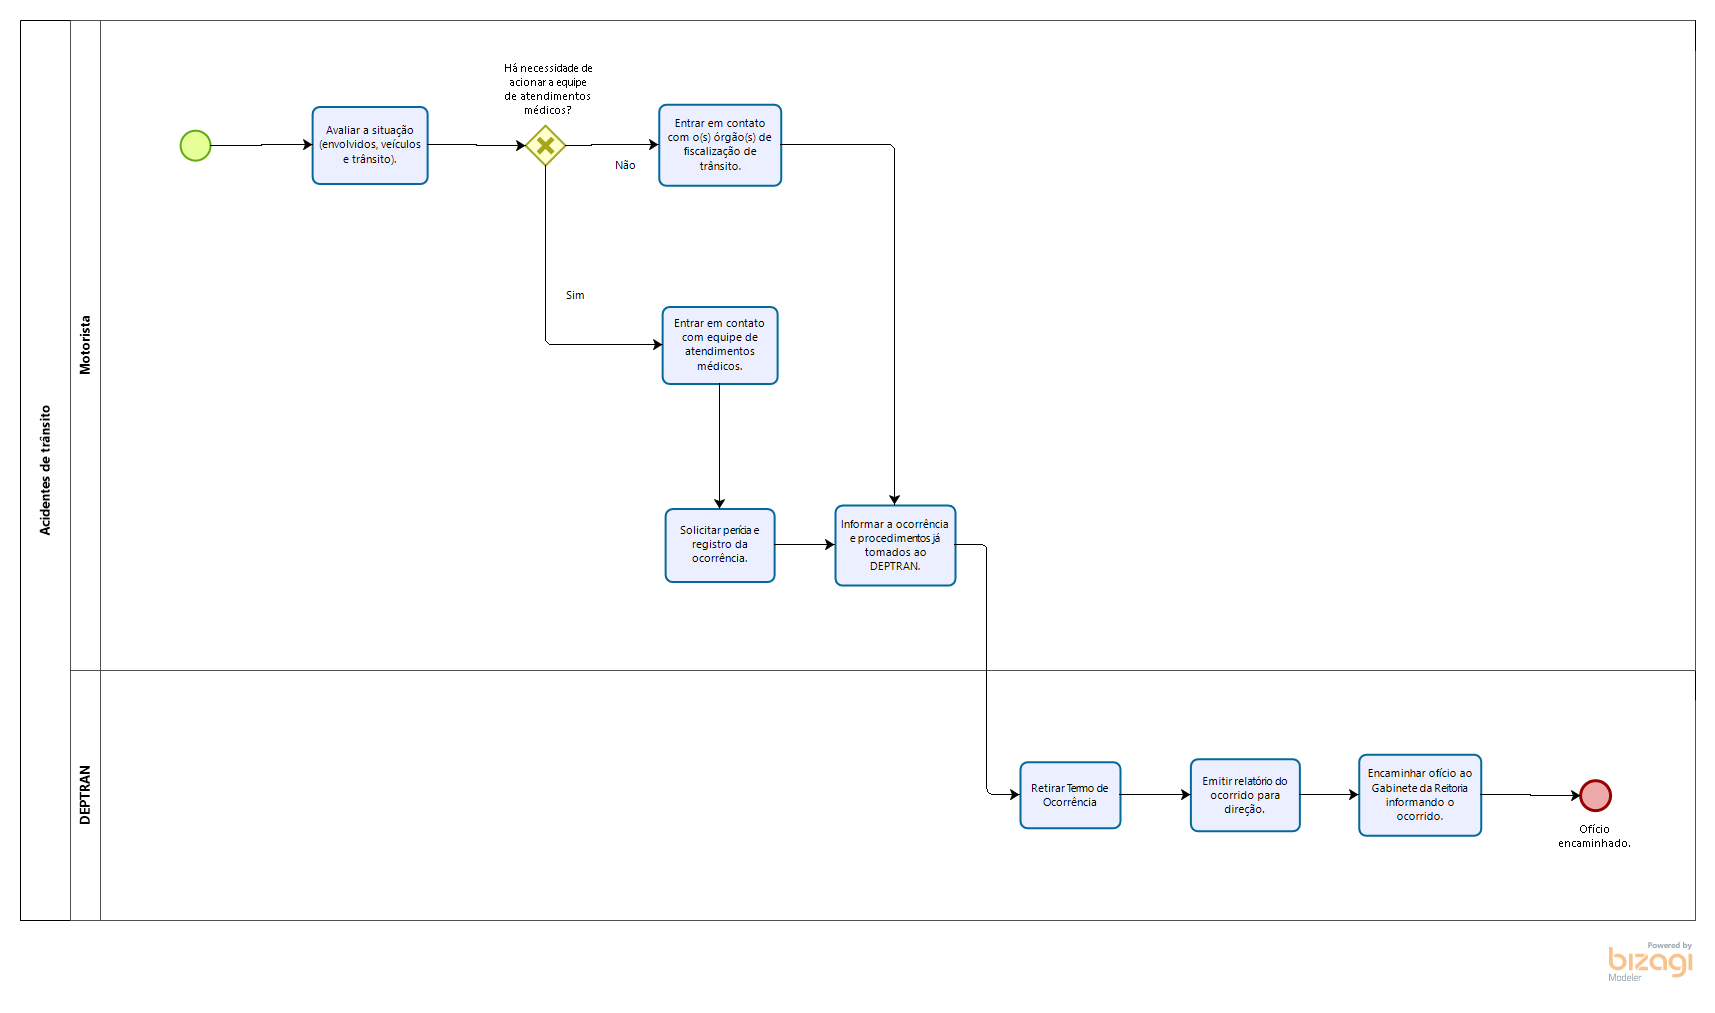 Acidentes de trânsito
Motorista
Há necessidade de
acionar a equipe
de atendimentos
médicos?
Avaliar a situação
(envolvidos, veículos
e trânsito).
Não
Entrar em contato
com o(s) órgão(s) de
fiscalização de
trânsito.
Sim
Entrar em contato
com equipe de
atendimentos
médicos.
Solicitar perícia e
registro da
ocorrência.
Informar a ocorrência
e procedimentos já
tomados ao
DEPTRAN.
DEPTRAN
Retirar Termo de
Ocorrência
Emitir relatório do
ocorrido para
direção.
Encaminhar ofício ao
Gabinete da Reitoria
informando o
ocorrido.
Ofício
encaminhado.
Powered by
bizagi
Modeler